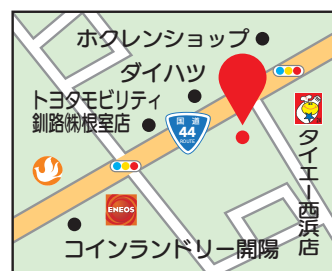 ホクレンショップ
ダイハツ
トヨタモビリティ
釧路㈱根室店
国道
44
ROUTE
タイエー西浜店
ENEOS
コインランドリー開陽